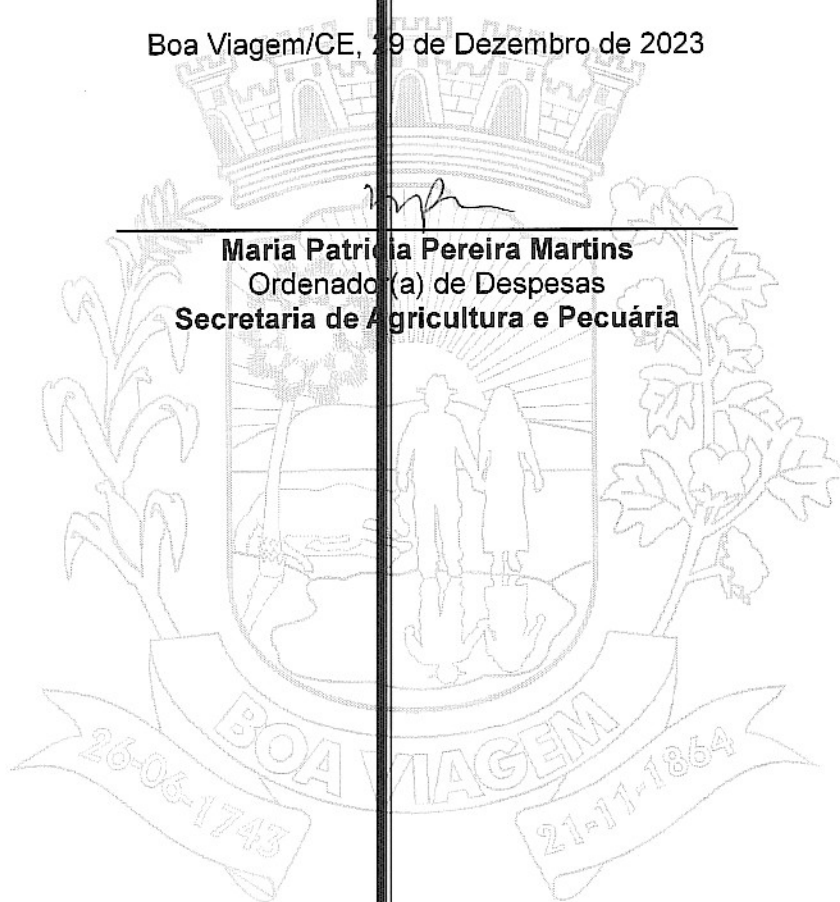 Boa Viagem/CE, 29 de Dezembro de 2023
Maria Patricia Pereira Martins
Ordenador(a) de Despesas
Secretaria de Agricultura e Pecuária
BOA VIAGEM
26-06-1743
21-11-1864